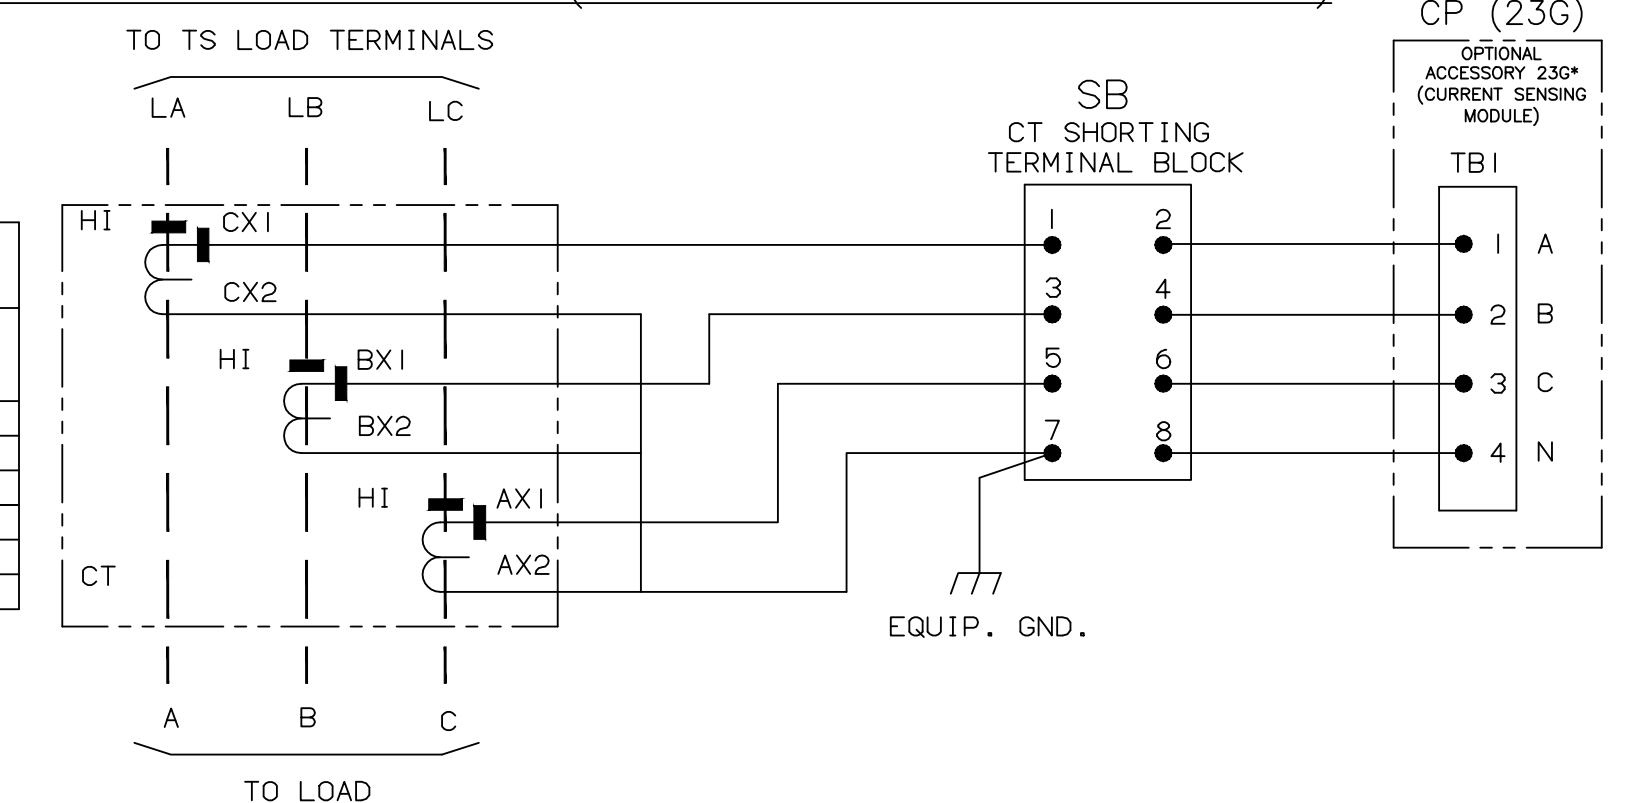 CP (23G)
TO TS LOAD TERMINALS
OPTIONAL
ACCESSORY 23G*
(CURRENT SENSING
MODULE)
LA LB LC
SB
CT SHORTING
TERMINAL BLOCK
TB1
HI CX1
CX2
HI BX1
BX2
HI AX1
AX2
CT
1 2
3 4
5 6
7 8
1 A
2 B
3 C
4 N
EQUIP. GND.
A B C
TO LOAD